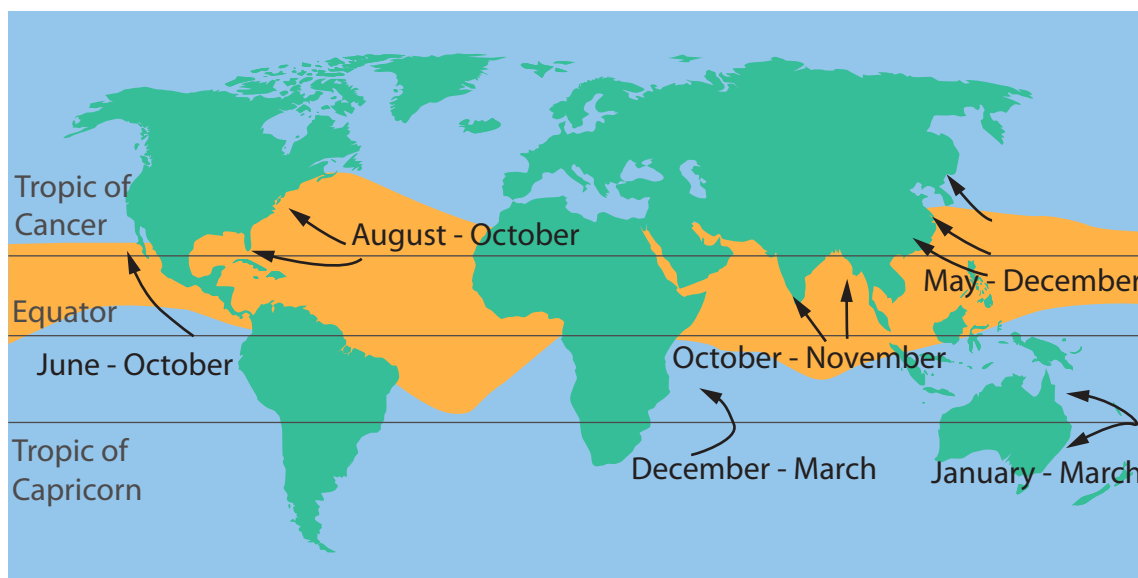 Tropic of
Cancer
August - October
May - December
Equator
June - October
October - November
December - March
January - March
Tropic of
Capricorn